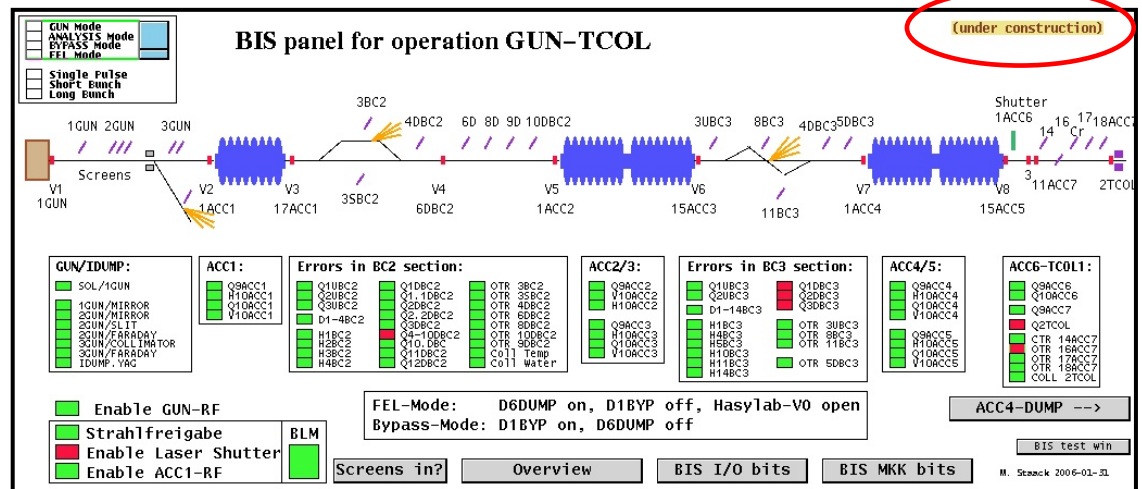 GUN Mode
ANALYSIS Mode
BYPASS Mode
FEL Mode
Single Pulse
Short Bunch
Long Bunch
BIS panel for operation GUN-TCOL
(under construction)
3BC2
Shutter
1ACC6
1GUN 2GUN 3GUN 4DBC2 6D 8D 9D 10DBC2 3UBC3 8BC3 4DBC3 5DBC3 14 16 17 18ACC7
Cr
Screens
V1 V2 V3 V4 V5 V6 V7 V8 3 11ACC7 2TCOL
1GUN 1ACC1 17ACC1 3SBC2 6DBC2 1ACC2 15ACC3 11BC3 1ACC4 15ACC5
GUN/IDUMP:
SOL/1GUN
1GUN/MIRROR
2GUN/MIRROR
2GUN/SLIT
2GUN/FARADAY
3GUN/COLLIMATOR
3GUN/FARADAY
IDUMP.YAG
ACC1:
Q9ACC1
H10ACC1
Q10ACC1
V10ACC1
Errors in BC2 section:
Q1UBC2
Q2UBC2
Q3UBC2
D1-4BC2
H1BC2
H2BC2
H3BC2
H4BC2
Q1DBC2
Q1.1DBC2
Q2DBC2
Q2.2DBC2
Q3DBC2
Q4-10DBC2
Q10.DBC
Q11DBC2
Q12DBC2
OTR 3BC2
OTR 3SBC2
OTR 4DBC2
OTR 6DBC2
OTR 8DBC2
OTR 10DBC2
OTR 9DBC2
Coll Temp
Coll Water
ACC2/3:
Q9ACC2
V10ACC2
H10ACC2
Q9ACC3
H10ACC3
Q10ACC3
V10ACC3
Errors in BC3 section:
Q1UBC3
Q2UBC3
D1-14BC3
H1BC3
H4BC3
H5BC3
H10BC3
H11BC3
H14BC3
Q1DBC3
Q2DBC3
Q3DBC3
OTR 3UBC3
OTR 8BC3
OTR 11BC3
OTR 5DBC3
ACC4/5:
Q9ACC4
H10ACC4
Q10ACC4
V10ACC4
Q9ACC5
H10ACC5
Q10ACC5
V10ACC5
ACC6-TCOL1:
Q9ACC6
Q10ACC6
Q9ACC7
Q2TCOL
CTR 14ACC7
OTR 16ACC7
OTR 17ACC7
OTR 18ACC7
COLL 2TCOL
Enable GUN-RF
Strahlfreigabe
Enable Laser Shutter
Enable ACC1-RF
BLM
FEL-Mode: D6DUMP on, D1BYP off, Hasylab-V0 open
Bypass-Mode: D1BYP on, D6DUMP off
ACC4-DUMP -->
BIS test win
Screens in?
Overview
BIS I/O bits
BIS MKK bits
M. Staack 2006-01-31